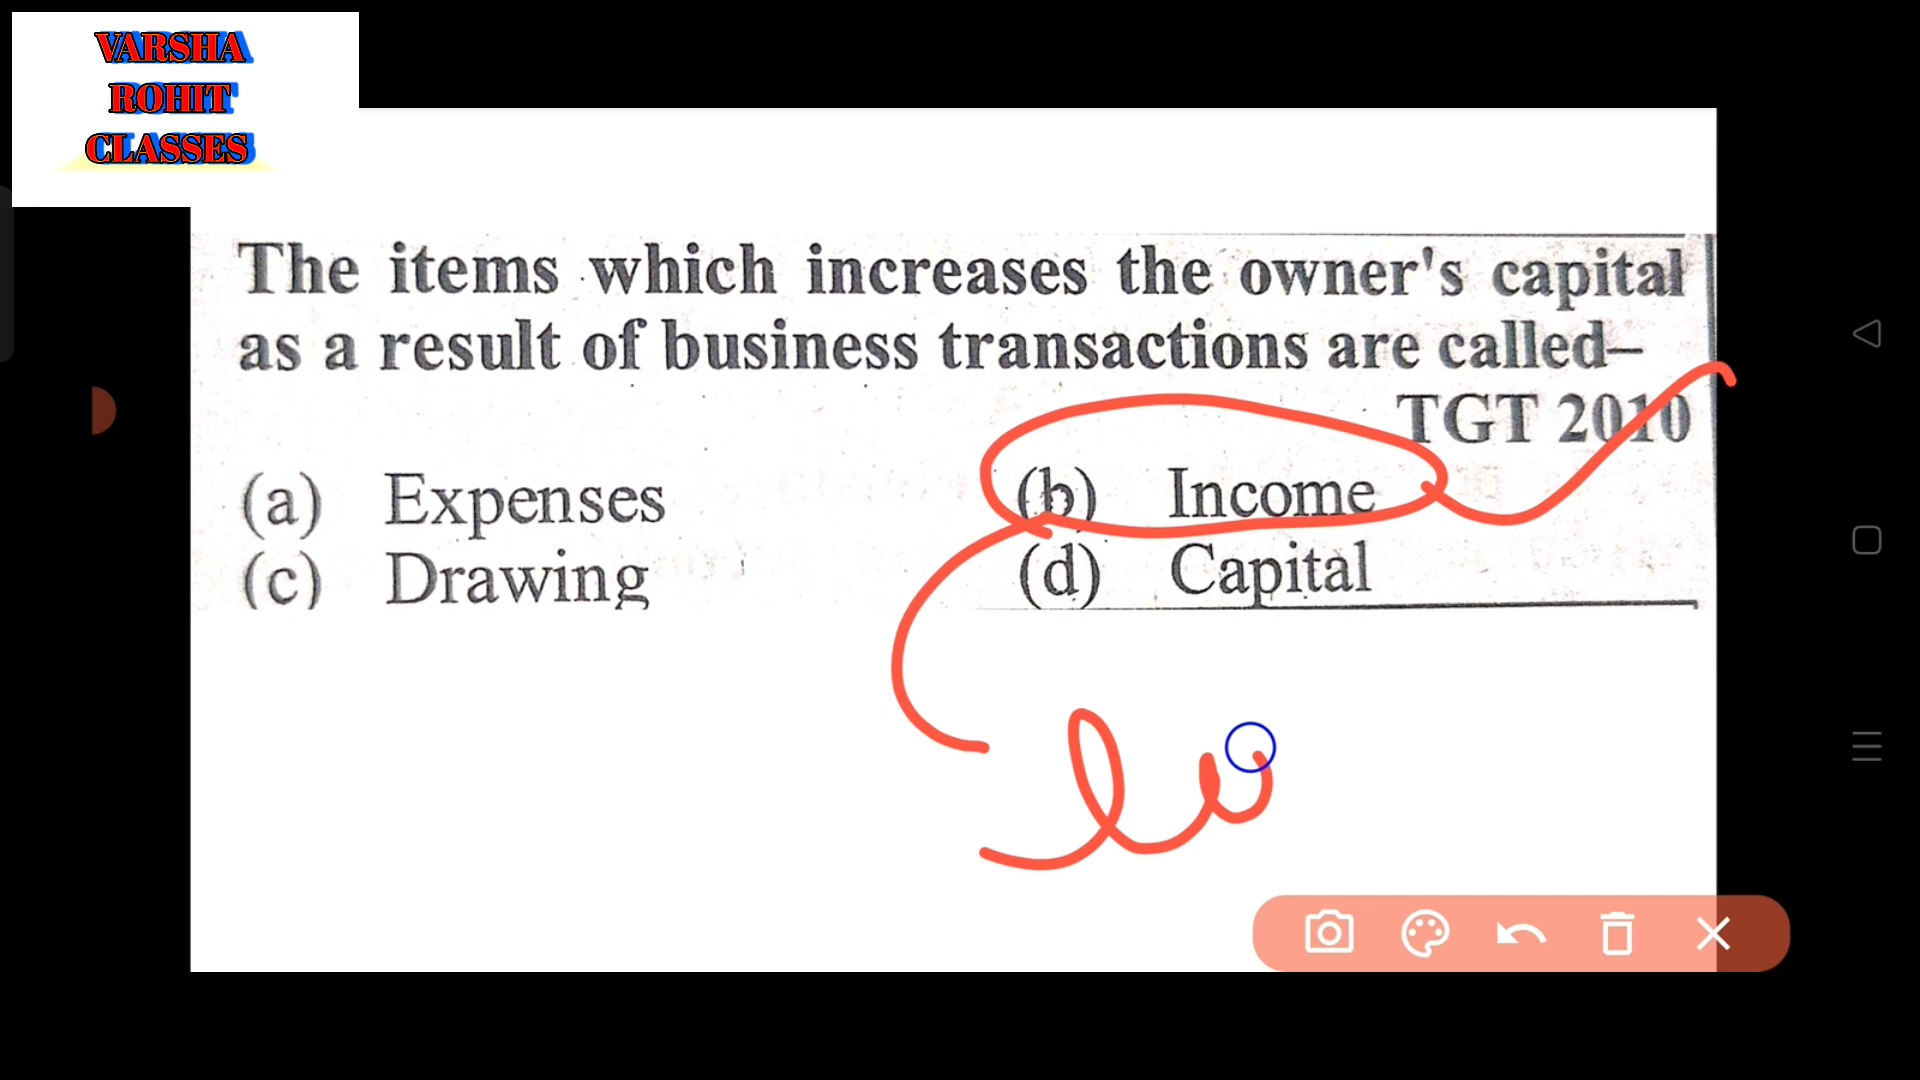 VARSHA
ROHIT
CLASSES
The items which increases the owner's capital
as a result of business transactions are called–
TGT 2010
(a) Expenses (b) Income
(c) Drawing (d) Capital